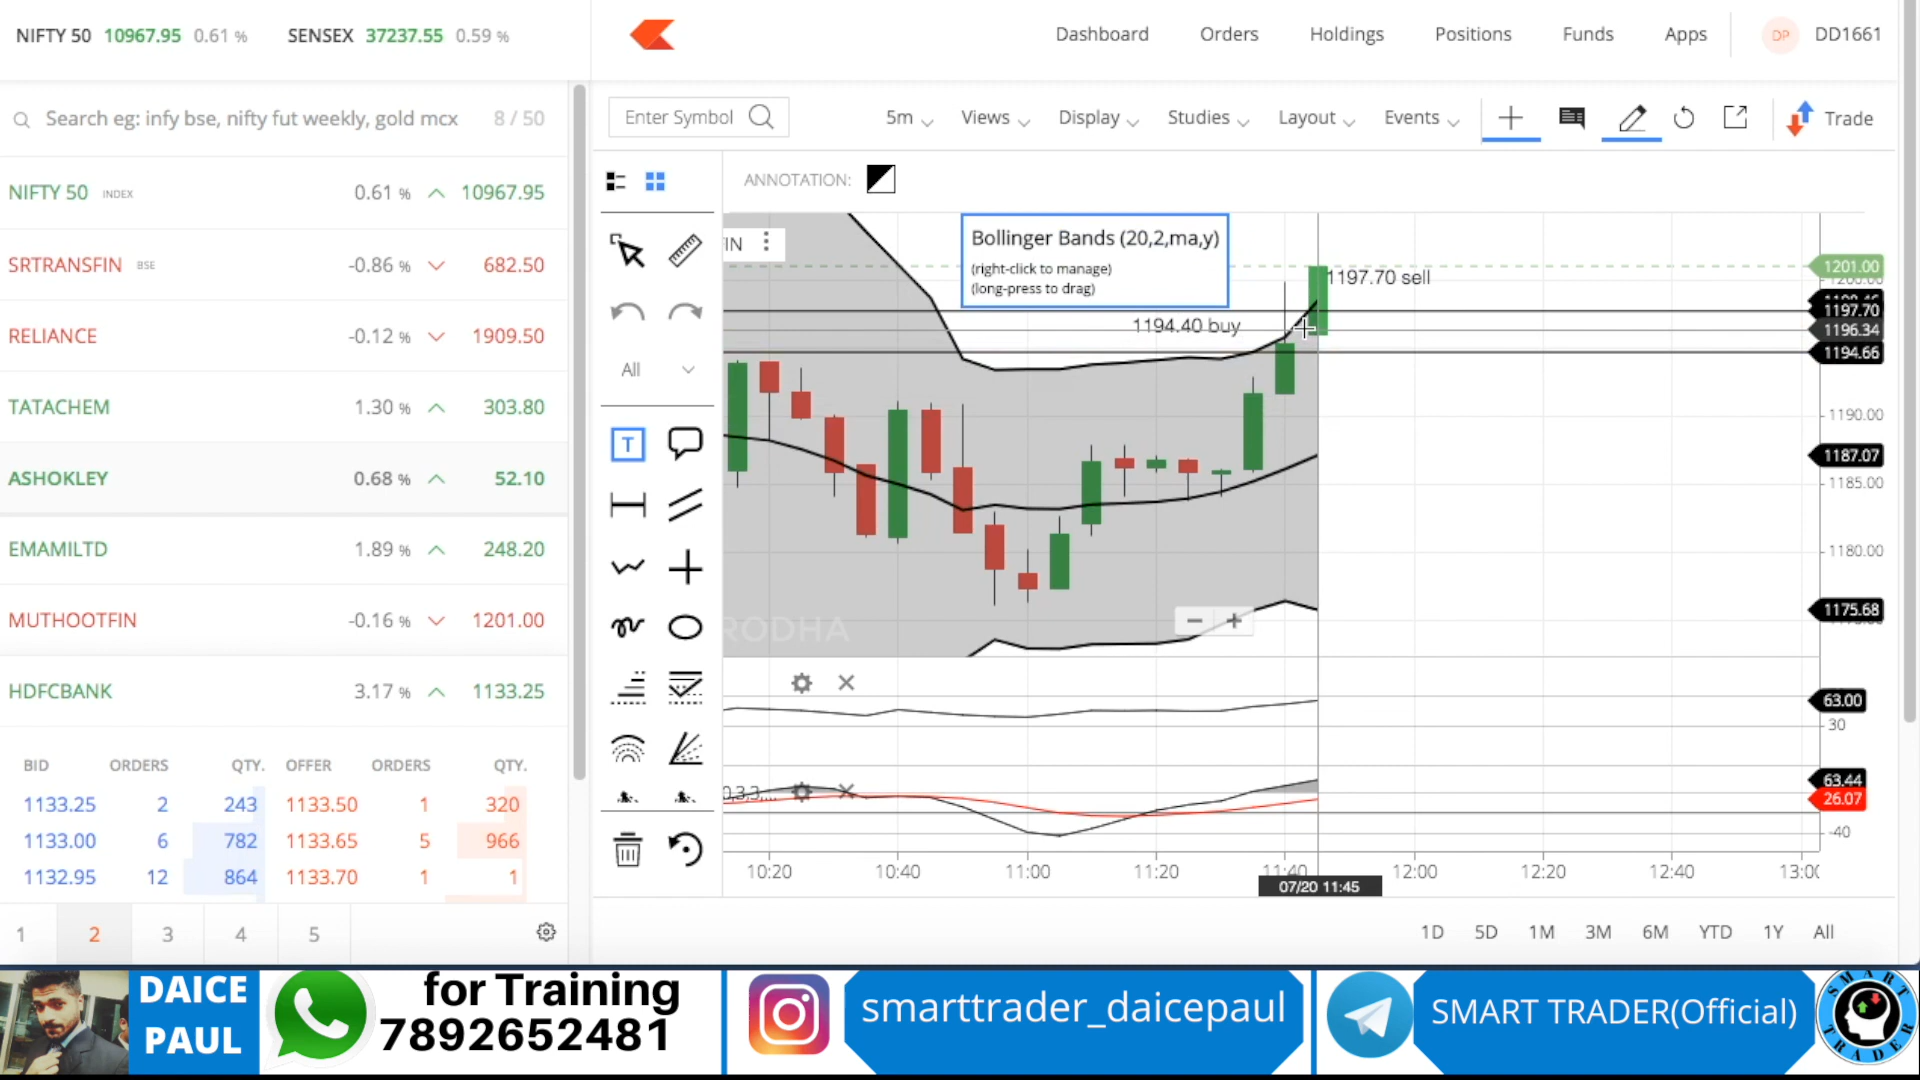 NIFTY 50 10967.95 0.61 % SENSEX 37237.55 0.59 %
Dashboard Orders Holdings Positions Funds Apps DP DD1661
Search eg: infy bse, nifty fut weekly, gold mcx 8 / 50
Enter Symbol 5m Views Display Studies Layout Events Trade
NIFTY 50 INDEX 0.61 % 10967.95
SRTRANSFIN BSE -0.86 % 682.50
RELIANCE -0.12 % 1909.50
TATACHEM 1.30 % 303.80
ASHOKLEY 0.68 % 52.10
EMAMILTD 1.89 % 248.20
MUTHOOTFIN -0.16 % 1201.00
HDFCBANK 3.17 % 1133.25
BID ORDERS QTY. OFFER ORDERS QTY.
1133.25 2 243 1133.50 1 320
1133.00 6 782 1133.65 5 966
1132.95 12 864 1133.70 1 1
1 2 3 4 5
ANNOTATION:
All
T
IN
Bollinger Bands (20,2,ma,y)
(right-click to manage)
(long-press to drag)
1197.70 sell
1194.40 buy
1201.00
1197.70
1196.34
1194.66
1190.00
1187.07
1185.00
1180.00
1175.68
RODHA
63.00
30
63.44
26.07
-40
10:20 10:40 11:00 11:20 11:40 12:00 12:20 12:40 13:0
07/20 11:45
1D 5D 1M 3M 6M YTD 1Y All
DAICE
PAUL
for Training
7892652481
smarttrader_daicepaul
SMART TRADER(Official)
SMART
TRADER